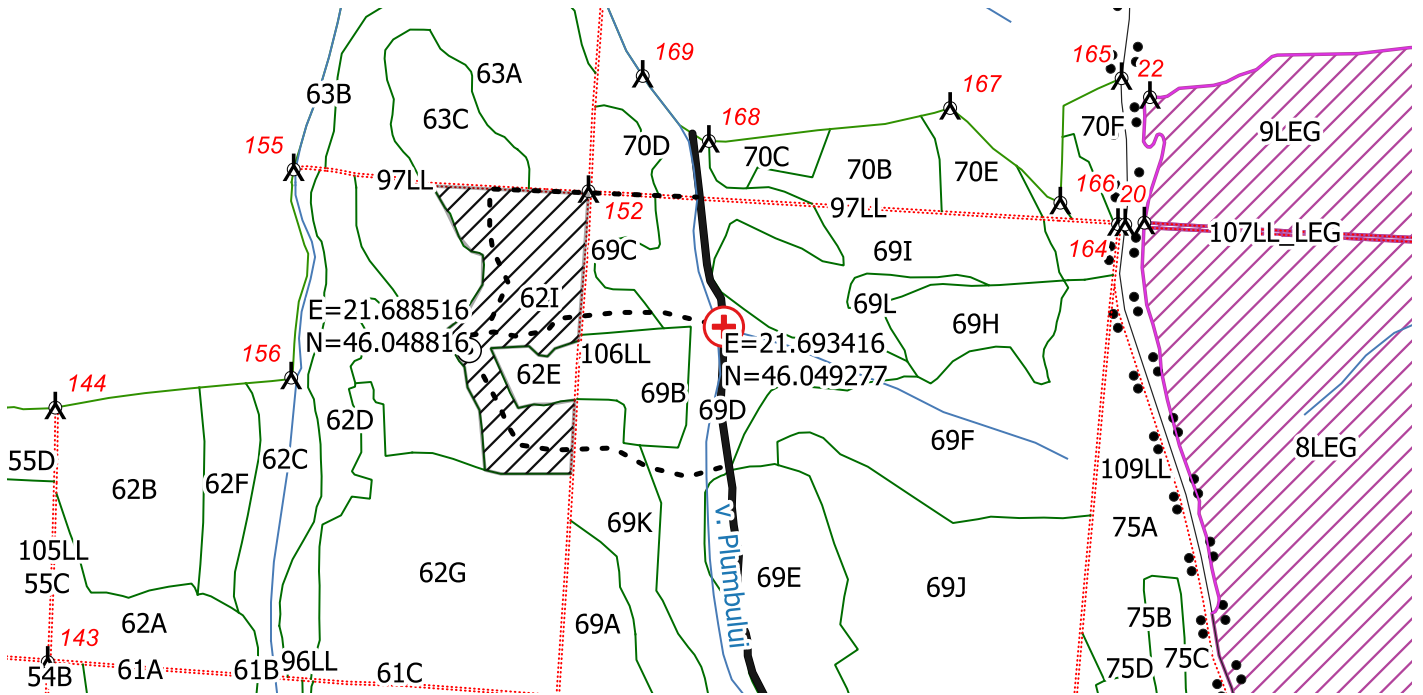 169
165
22
63A
167
63B
63C
168
70F
9LEG
155
70D
70C
70B
70E
97LL
166
20
152
97LL
107LL_LEG
69C
69I
164
62I
E=21.688516
N=46.048816
69L
69H
E=21.693416
N=46.049277
106LL
62E
156
144
69B
69D
62D
69F
8LEG
55D
62C
62B
62F
109LL
69K
75A
v. Plumbului
105LL
55C
62G
69E
69J
62A
69A
75B
143
54B
61A
61B
96LL
61C
75D
75C